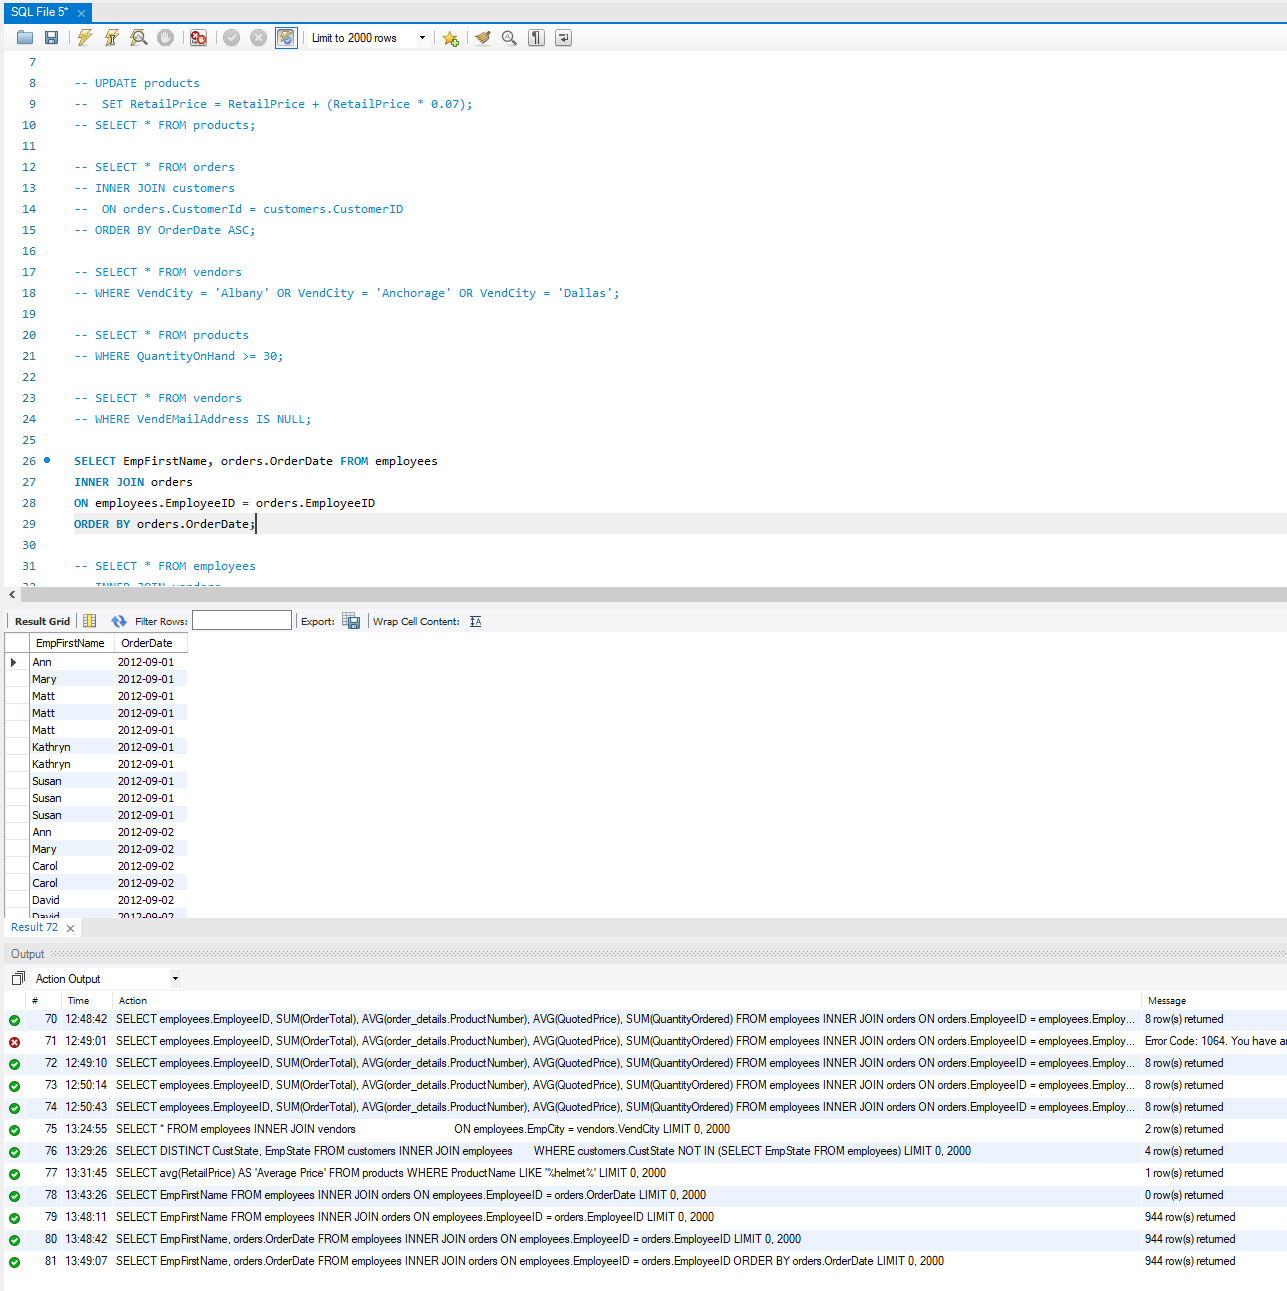 SQL File 5*
Limit to 2000 rows
7
8 -- UPDATE products
9 --  SET RetailPrice = RetailPrice + (RetailPrice * 0.07);
10 -- SELECT * FROM products;
11
12 -- SELECT * FROM orders
13 -- INNER JOIN customers
14 --  ON orders.CustomerId = customers.CustomerID
15 -- ORDER BY OrderDate ASC;
16
17 -- SELECT * FROM vendors
18 -- WHERE VendCity = 'Albany' OR VendCity = 'Anchorage' OR VendCity = 'Dallas';
19
20 -- SELECT * FROM products
21 -- WHERE QuantityOnHand >= 30;
22
23 -- SELECT * FROM vendors
24 -- WHERE VendEMailAddress IS NULL;
25
26 SELECT EmpFirstName, orders.OrderDate FROM employees
27 INNER JOIN orders
28 ON employees.EmployeeID = orders.EmployeeID
29 ORDER BY orders.OrderDate;
30
31 -- SELECT * FROM employees
32 -- INNER JOIN vendors
Result Grid Filter Rows: Export: Wrap Cell Content:
EmpFirstName OrderDate
Ann 2012-09-01
Mary 2012-09-01
Matt 2012-09-01
Matt 2012-09-01
Matt 2012-09-01
Kathryn 2012-09-01
Kathryn 2012-09-01
Susan 2012-09-01
Susan 2012-09-01
Susan 2012-09-01
Ann 2012-09-02
Mary 2012-09-02
Carol 2012-09-02
Carol 2012-09-02
David 2012-09-02
David 2012-09-02
Result 72
Output
Action Output
# Time Action Message
70 12:48:42 SELECT employees.EmployeeID, SUM(OrderTotal), AVG(order_details.ProductNumber), AVG(QuotedPrice), SUM(QuantityOrdered) FROM employees INNER JOIN orders ON orders.EmployeeID = employees.Employ... 8 row(s) returned
71 12:49:01 SELECT employees.EmployeeID, SUM(OrderTotal), AVG(order_details.ProductNumber), AVG(QuotedPrice), SUM(QuantityOrdered) FROM employees INNER JOIN orders ON orders.EmployeeID = employees.Employ... Error Code: 1064. You have an
72 12:49:10 SELECT employees.EmployeeID, SUM(OrderTotal), AVG(order_details.ProductNumber), AVG(QuotedPrice), SUM(QuantityOrdered) FROM employees INNER JOIN orders ON orders.EmployeeID = employees.Employ... 8 row(s) returned
73 12:50:14 SELECT employees.EmployeeID, SUM(OrderTotal), AVG(order_details.ProductNumber), AVG(QuotedPrice), SUM(QuantityOrdered) FROM employees INNER JOIN orders ON orders.EmployeeID = employees.Employ... 8 row(s) returned
74 12:50:43 SELECT employees.EmployeeID, SUM(OrderTotal), AVG(order_details.ProductNumber), AVG(QuotedPrice), SUM(QuantityOrdered) FROM employees INNER JOIN orders ON orders.EmployeeID = employees.Employ... 8 row(s) returned
75 13:24:55 SELECT * FROM employees INNER JOIN vendors ON employees.EmpCity = vendors.VendCity LIMIT 0, 2000 2 row(s) returned
76 13:29:26 SELECT DISTINCT CustState, EmpState FROM customers INNER JOIN employees WHERE customers.CustState NOT IN (SELECT EmpState FROM employees) LIMIT 0, 2000 4 row(s) returned
77 13:31:45 SELECT avg(RetailPrice) AS 'Average Price' FROM products WHERE ProductName LIKE '%helmet%' LIMIT 0, 2000 1 row(s) returned
78 13:43:26 SELECT EmpFirstName FROM employees INNER JOIN orders ON employees.EmployeeID = orders.OrderDate LIMIT 0, 2000 0 row(s) returned
79 13:48:11 SELECT EmpFirstName FROM employees INNER JOIN orders ON employees.EmployeeID = orders.EmployeeID LIMIT 0, 2000 944 row(s) returned
80 13:48:42 SELECT EmpFirstName, orders.OrderDate FROM employees INNER JOIN orders ON employees.EmployeeID = orders.EmployeeID LIMIT 0, 2000 944 row(s) returned
81 13:49:07 SELECT EmpFirstName, orders.OrderDate FROM employees INNER JOIN orders ON employees.EmployeeID = orders.EmployeeID ORDER BY orders.OrderDate LIMIT 0, 2000 944 row(s) returned